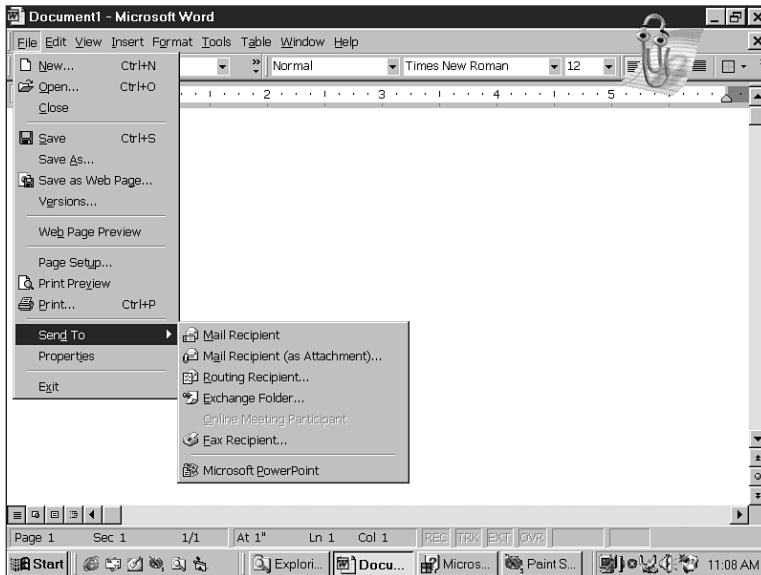 Document1 - Microsoft Word
File Edit View Insert Format Tools Table Window Help
Normal Times New Roman 12
2 3 4 5
New... Ctrl+N
Open... Ctrl+O
Close
Save Ctrl+S
Save As...
Save as Web Page...
Versions...
Web Page Preview
Page Setup...
Print Preview
Print... Ctrl+P
Send To
Properties
Exit
Mail Recipient
Mail Recipient (as Attachment)...
Routing Recipient...
Exchange Folder...
Online Meeting Participant
Fax Recipient...
Microsoft PowerPoint
Page 1 Sec 1 1/1 At 1" Ln 1 Col 1 REC TRK EXT OVR
Start Explori... Docu... Micros... Paint S... 11:08 AM